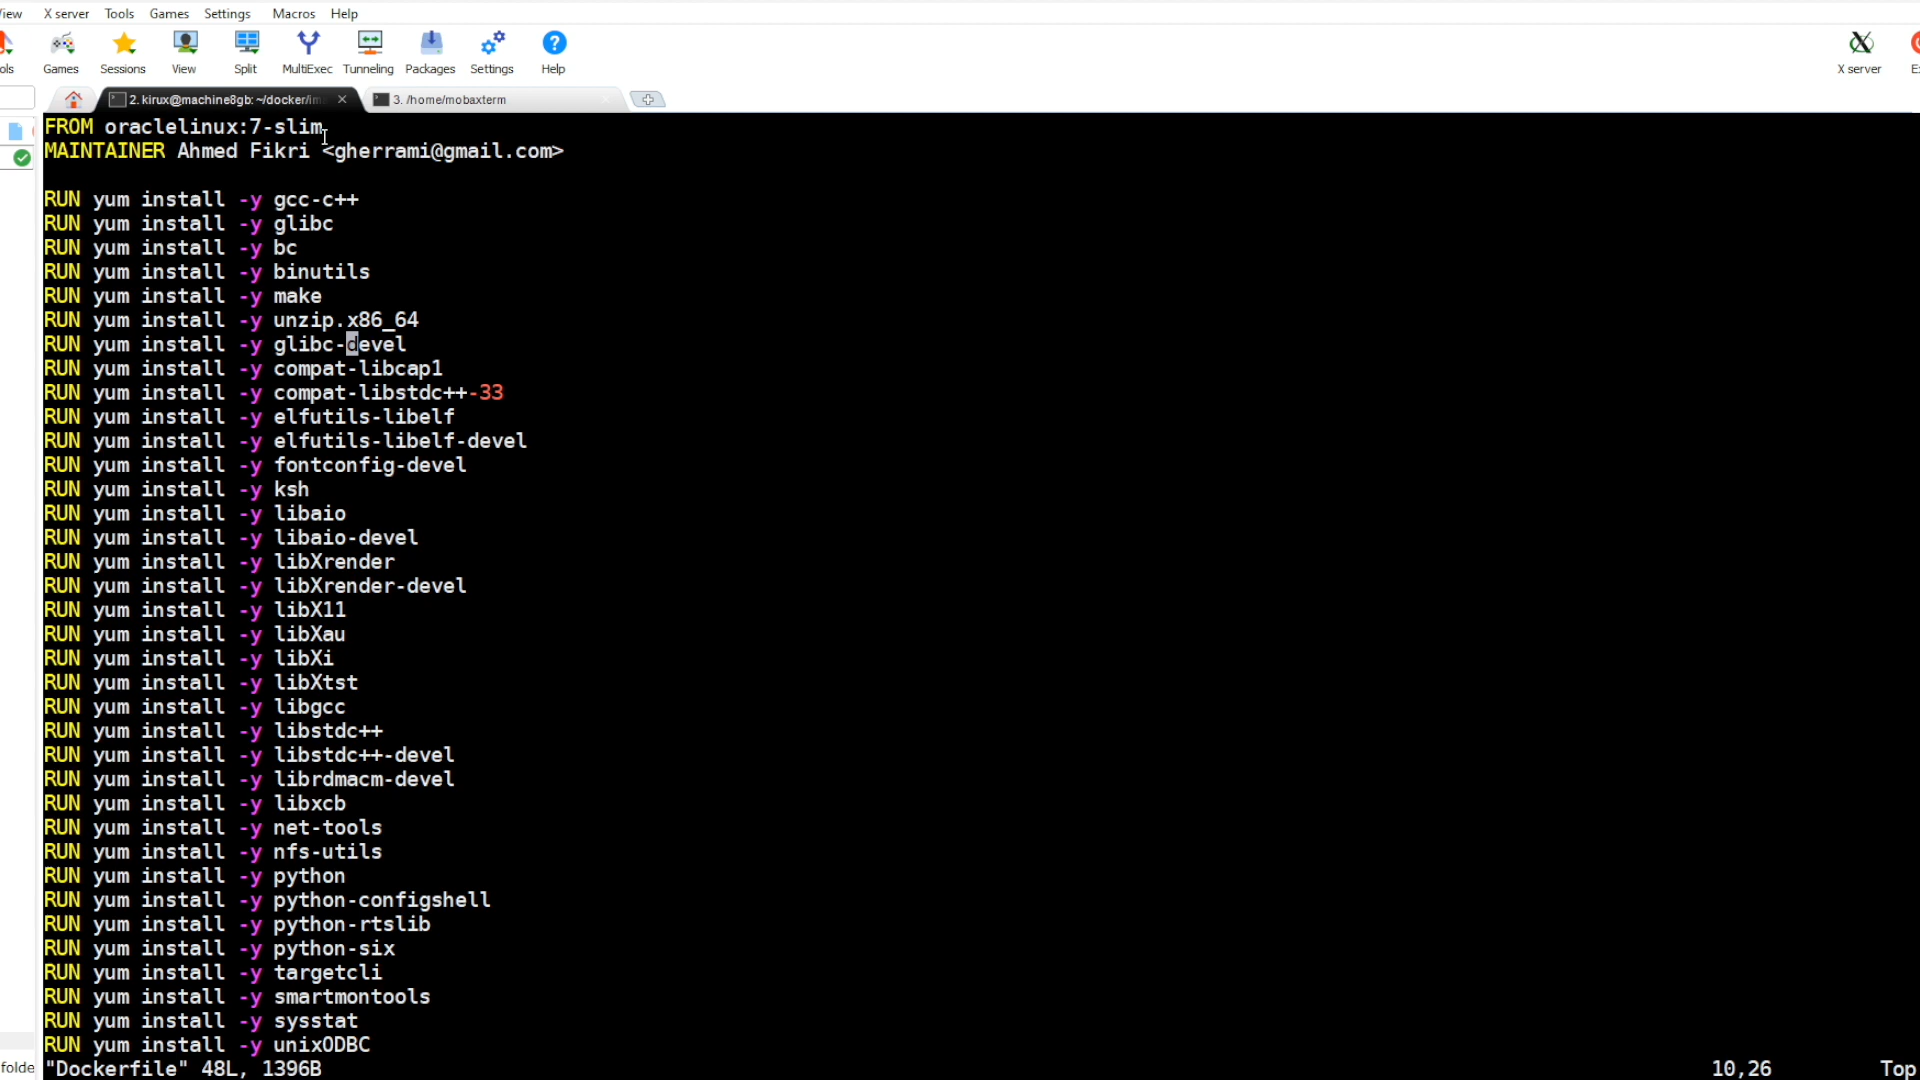 View X server Tools Games Settings Macros Help
ols Games Sessions View Split MultiExec Tunneling Packages Settings Help X server
2. kirux@machine8gb: ~/docker/im 3. /home/mobaxterm
FROM oraclelinux:7-slim
MAINTAINER Ahmed Fikri <gherrami@gmail.com>
RUN yum install -y gcc-c++
RUN yum install -y glibc
RUN yum install -y bc
RUN yum install -y binutils
RUN yum install -y make
RUN yum install -y unzip.x86_64
RUN yum install -y glibc-devel
RUN yum install -y compat-libcap1
RUN yum install -y compat-libstdc++-33
RUN yum install -y elfutils-libelf
RUN yum install -y elfutils-libelf-devel
RUN yum install -y fontconfig-devel
RUN yum install -y ksh
RUN yum install -y libaio
RUN yum install -y libaio-devel
RUN yum install -y libXrender
RUN yum install -y libXrender-devel
RUN yum install -y libX11
RUN yum install -y libXau
RUN yum install -y libXi
RUN yum install -y libXtst
RUN yum install -y libgcc
RUN yum install -y libstdc++
RUN yum install -y libstdc++-devel
RUN yum install -y librdmacm-devel
RUN yum install -y libxcb
RUN yum install -y net-tools
RUN yum install -y nfs-utils
RUN yum install -y python
RUN yum install -y python-configshell
RUN yum install -y python-rtslib
RUN yum install -y python-six
RUN yum install -y targetcli
RUN yum install -y smartmontools
RUN yum install -y sysstat
RUN yum install -y unixODBC
folde "Dockerfile" 48L, 1396B 10,26 Top